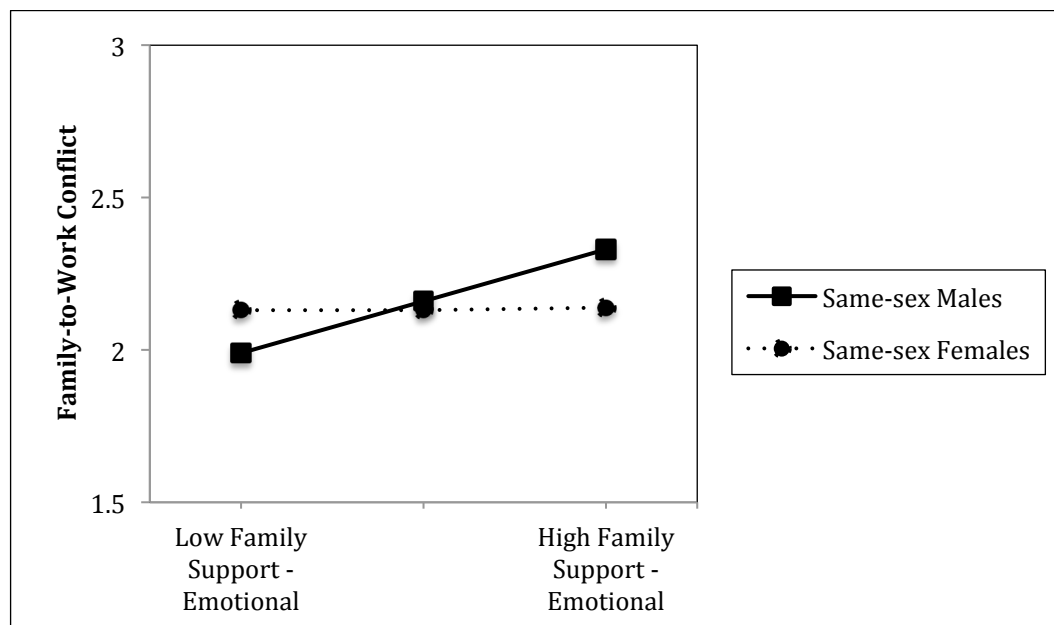 3
2.5
2
1.5
Family-to-Work Conflict
Low Family
Support -
Emotional
High Family
Support -
Emotional
Same-sex Males
Same-sex Females